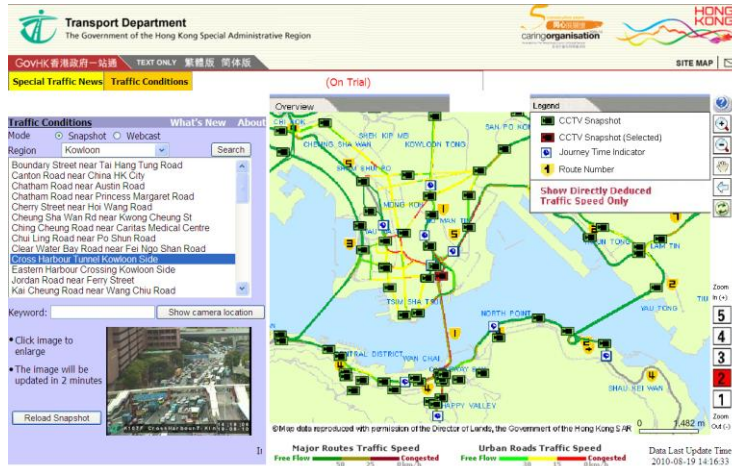 Transport Department
The Government of the Hong Kong Special Administrative Region
caringorganisation
HONG
KONG
GovHK 香港政府一站通
TEXT ONLY 繁體版 简体版
SITE MAP
Special Traffic News
Traffic Conditions
(On Trial)
Traffic Conditions
What's New
About
Mode
Snapshot
Webcast
Region
Kowloon
Search
Boundary Street near Tai Hang Tung Road
Canton Road near China HK City
Chatham Road near Austin Road
Chatham Road near Princess Margaret Road
Cherry Street near Hoi Wang Road
Cheung Sha Wan Rd near Kwong Cheung St
Ching Cheung Road near Caritas Medical Centre
Chui Ling Road near Po Shun Road
Clear Water Bay Road near Fei Ngo Shan Road
Cross Harbour Tunnel Kowloon Side
Eastern Harbour Crossing Kowloon Side
Jordan Road near Ferry Street
Kai Cheung Road near Wang Chiu Road
Keyword:
Show camera location
Click image to
enlarge
The image will be
updated in 2 minutes
Reload Snapshot
Overview
SHEK KIP MEI
CHEUNG SHA WAN
KOWLOON TONG
MONG KOK
TSIM SHA TSUI
NORTH POINT
CENTRAL DISTRICT
WAN CHAI
HAPPY VALLEY
LAM TIN
YAU TONG
SHAU KEI WAN
Legend
CCTV Snapshot
CCTV Snapshot (Selected)
Journey Time Indicator
Route Number
Show Directly Deduced
Traffic Speed Only
Zoom
In (+)
5
4
3
2
1
Zoom
Out (-)
©Map data reproduced with permission of the Director of Lands, the Government of the Hong Kong SAR
0 1,482 m
Major Routes Traffic Speed
Free Flow
Congested
50 25 0km/h
Urban Roads Traffic Speed
Free Flow
Congested
30 15 0km/h
Data Last Update Time
2010-08-19 14:16:33